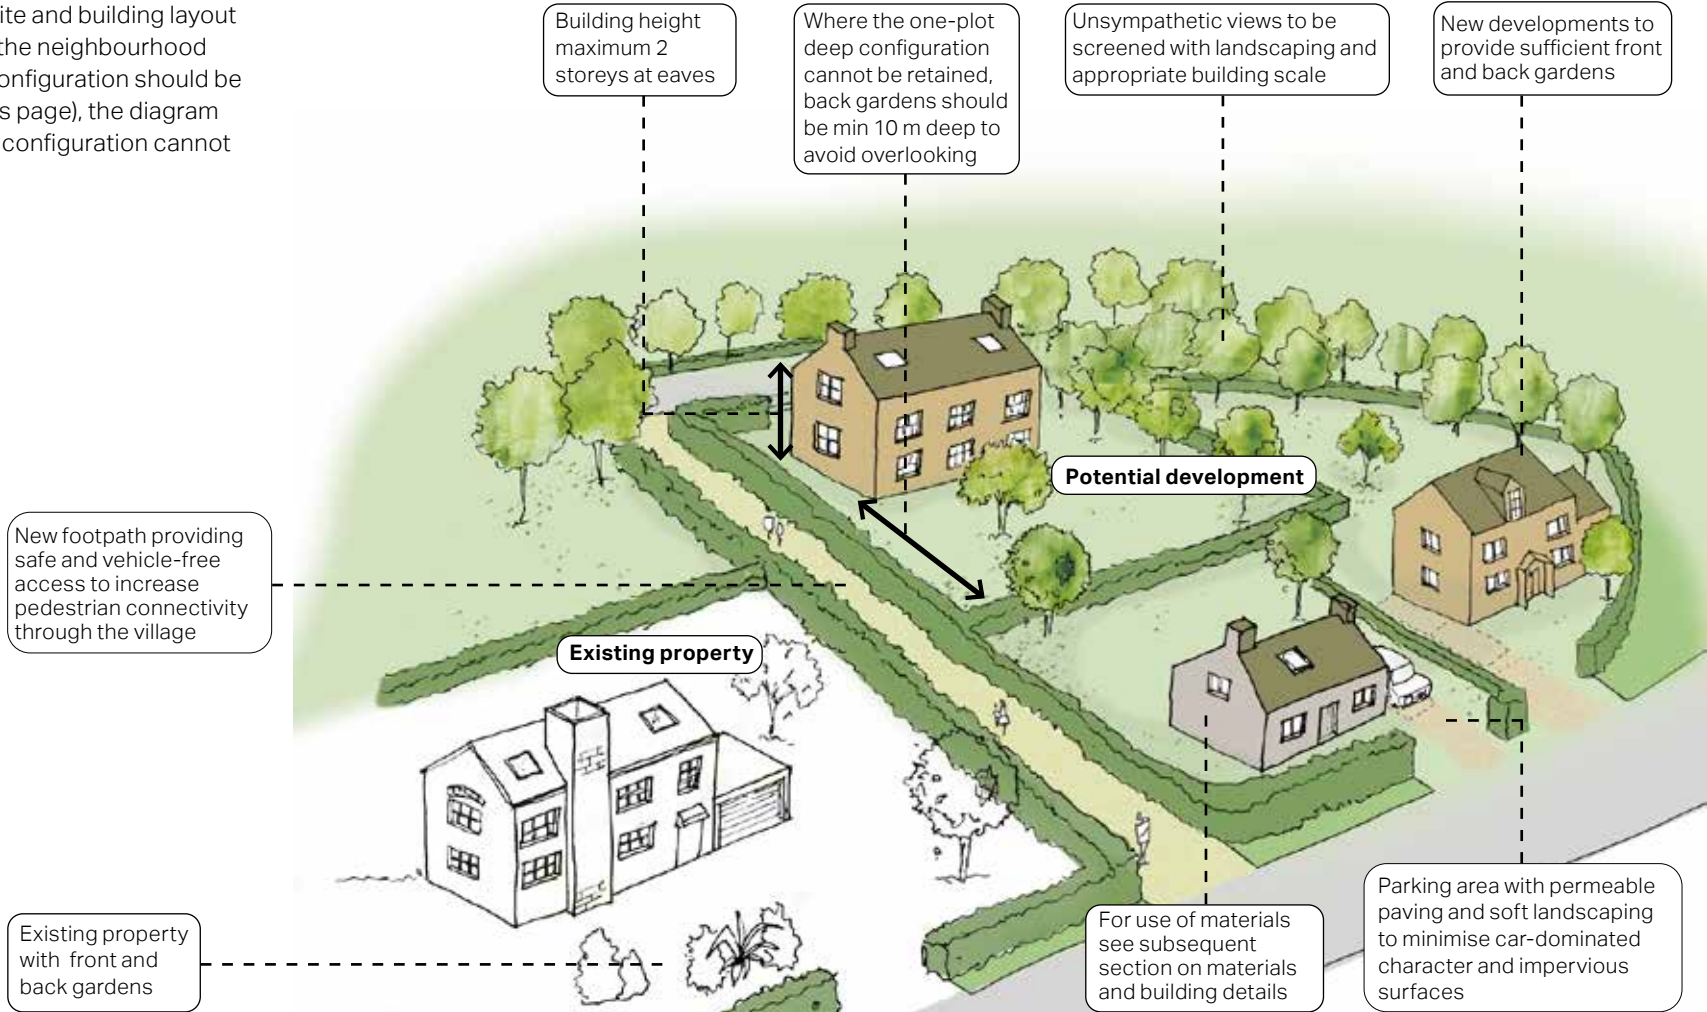 ite and building layout
the neighbourhood
onfiguration should be
s page), the diagram
configuration cannot
Building height
maximum 2
storeys at eaves
Where the one-plot
deep configuration
cannot be retained,
back gardens should
be min 10 m deep to
avoid overlooking
Unsympathetic views to be
screened with landscaping and
appropriate building scale
New developments to
provide sufficient front
and back gardens
Potential development
New footpath providing
safe and vehicle-free
access to increase
pedestrian connectivity
through the village
Existing property
Existing property
with front and
back gardens
For use of materials
see subsequent
section on materials
and building details
Parking area with permeable
paving and soft landscaping
to minimise car-dominated
character and impervious
surfaces